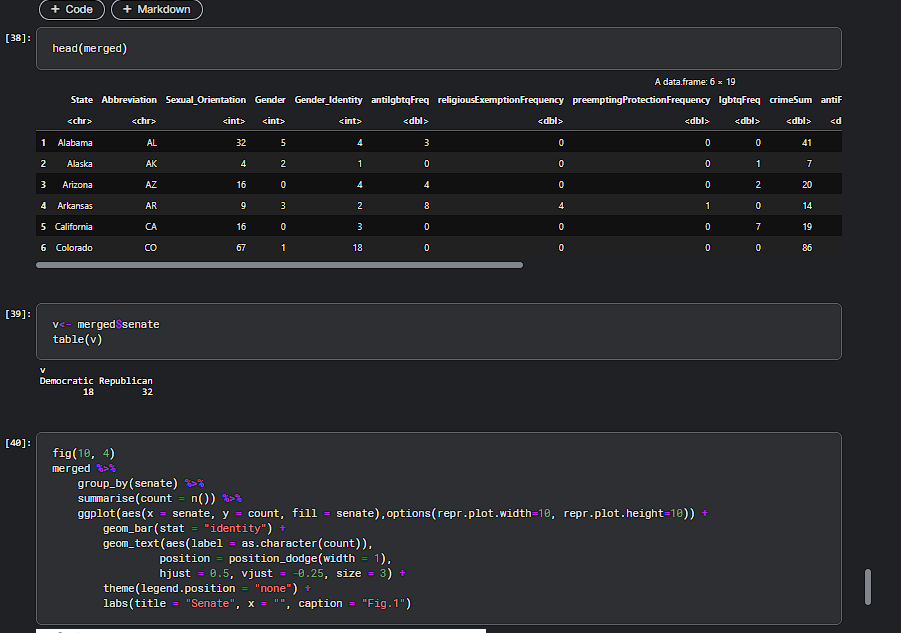 + Code + Markdown
[38]: head(merged)
A data.frame: 6 × 19
State Abbreviation Sexual_Orientation Gender Gender_Identity antilgbtqFreq religiousExemptionFrequency preemptingProtectionFrequency lgbtqFreq crimeSum antiF
<chr> <chr> <int> <int> <int> <dbl> <dbl> <dbl> <dbl> <dbl> <d
1 Alabama AL 32 5 4 3 0 0 0 41
2 Alaska AK 4 2 1 0 0 0 1 7
3 Arizona AZ 16 0 4 4 0 0 2 20
4 Arkansas AR 9 3 2 8 4 1 0 14
5 California CA 16 0 3 0 0 0 7 19
6 Colorado CO 67 1 18 0 0 0 0 86
[39]: v<- merged$senate
table(v)
v
Democratic Republican
18 32
[40]: fig(10, 4)
merged %>%
group_by(senate) %>%
summarise(count = n()) %>%
ggplot(aes(x = senate, y = count, fill = senate),options(repr.plot.width=10, repr.plot.height=10)) +
geom_bar(stat = "identity") +
geom_text(aes(label = as.character(count)),
position = position_dodge(width = 1),
hjust = 0.5, vjust = -0.25, size = 3) +
theme(legend.position = "none") +
labs(title = "Senate", x = "", caption = "Fig.1")